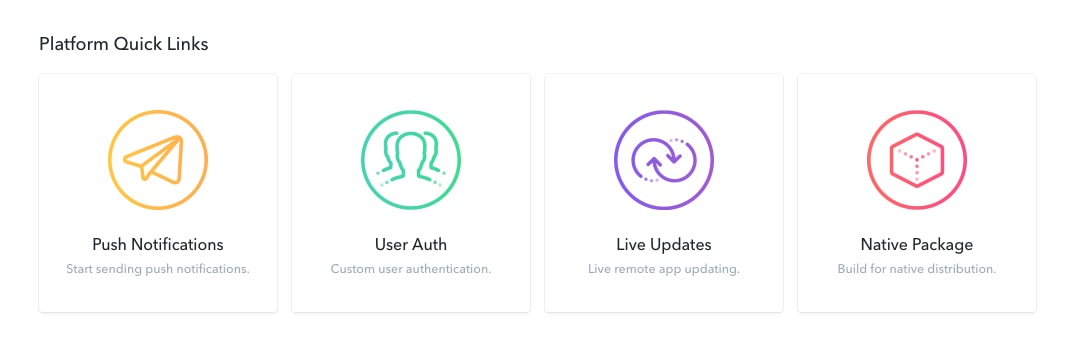 Platform Quick Links
Push Notifications
Start sending push notifications.
User Auth
Custom user authentication.
Live Updates
Live remote app updating.
Native Package
Build for native distribution.